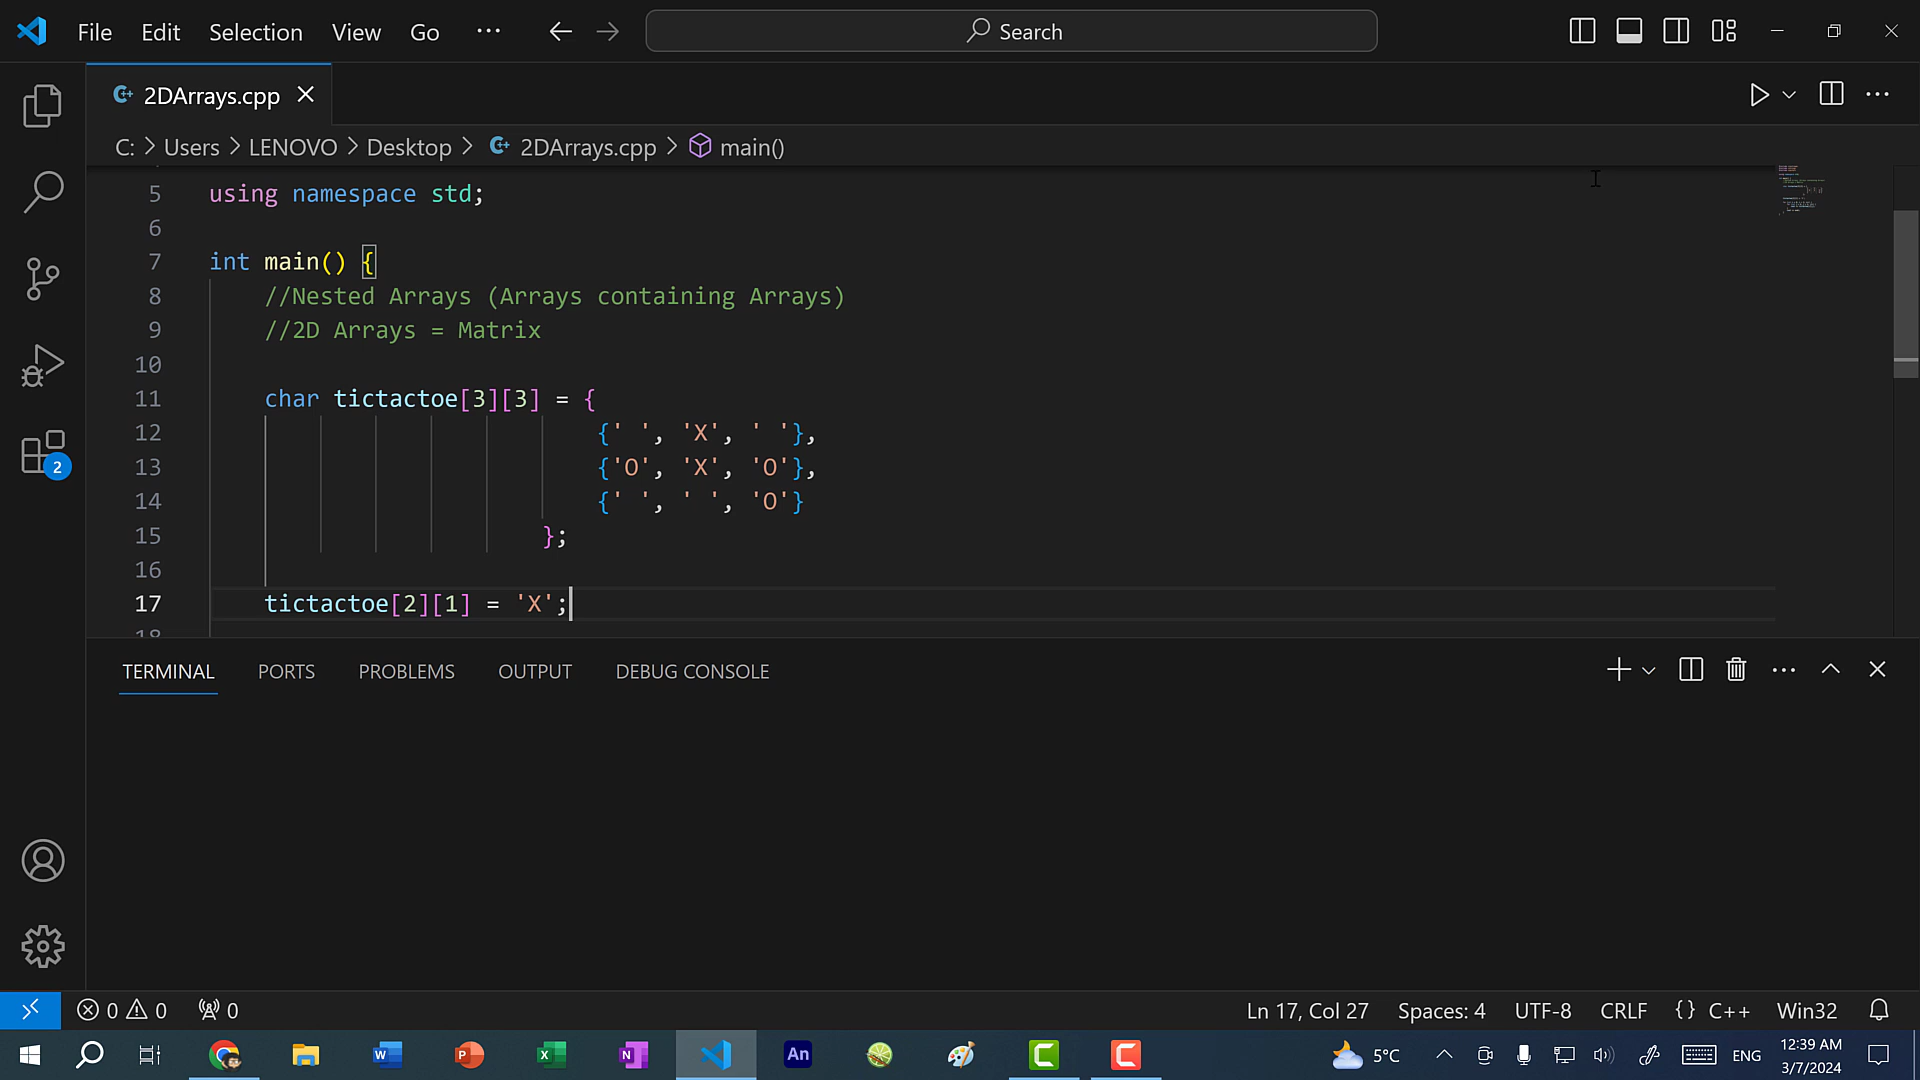 File Edit Selection View Go ··· Search
2DArrays.cpp
C: > Users > LENOVO > Desktop > 2DArrays.cpp > main()
5 using namespace std;
6
7 int main() {
8 //Nested Arrays (Arrays containing Arrays)
9 //2D Arrays = Matrix
10
11 char tictactoe[3][3] = {
12 {' ', 'X', ' '},
13 {'O', 'X', 'O'},
14 {' ', ' ', 'O'}
15 };
16
17 tictactoe[2][1] = 'X';
18
2
TERMINAL PORTS PROBLEMS OUTPUT DEBUG CONSOLE
0 0 0 Ln 17, Col 27 Spaces: 4 UTF-8 CRLF {} C++ Win32
W P X N An C C 5°C ENG 12:39 AM
3/7/2024